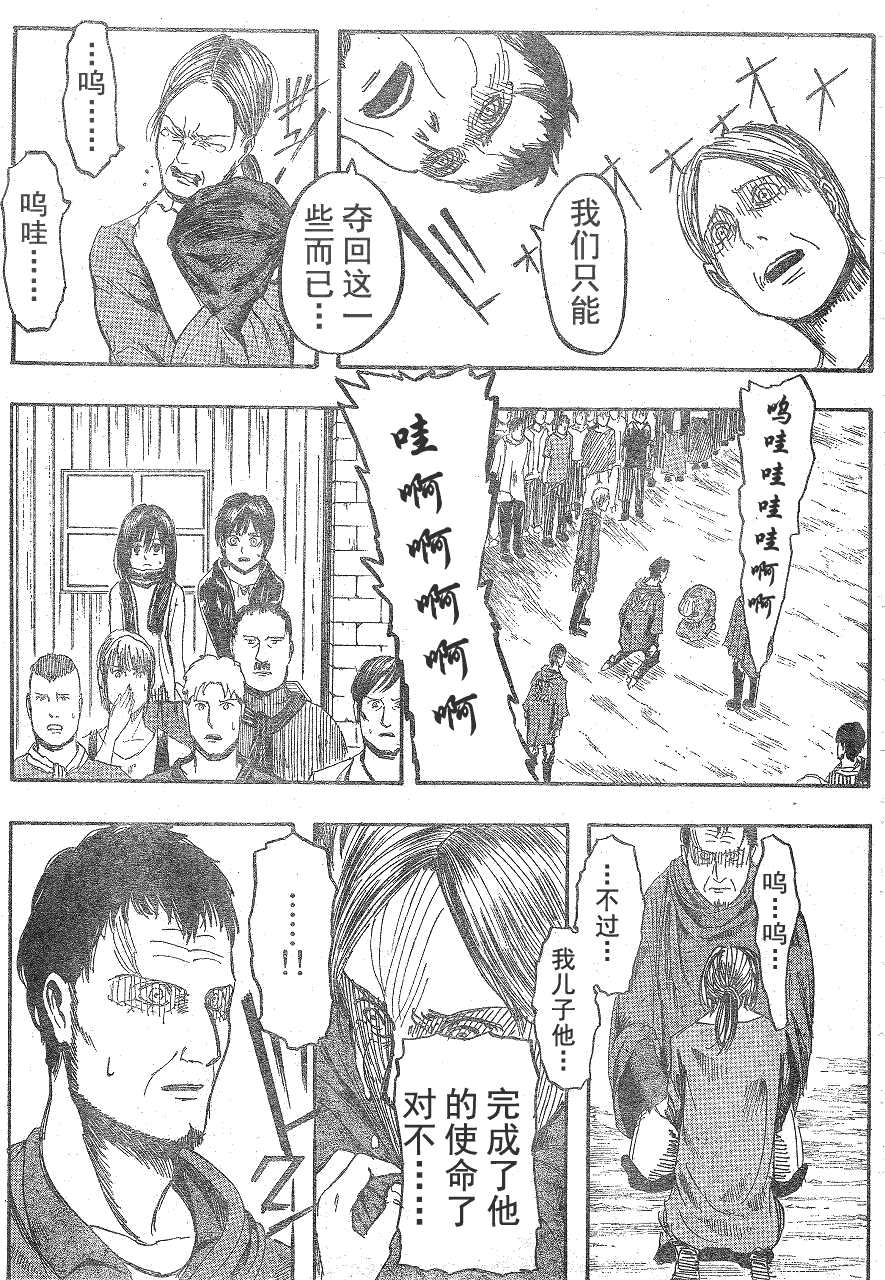 我们只能
夺回这一
些而已…
…呜……
呜哇……
呜哇哇哇哇啊啊
哇啊啊啊啊啊
呜…呜…
…不过…
我儿子他…
完成了他
的使命了
对不……
……!!